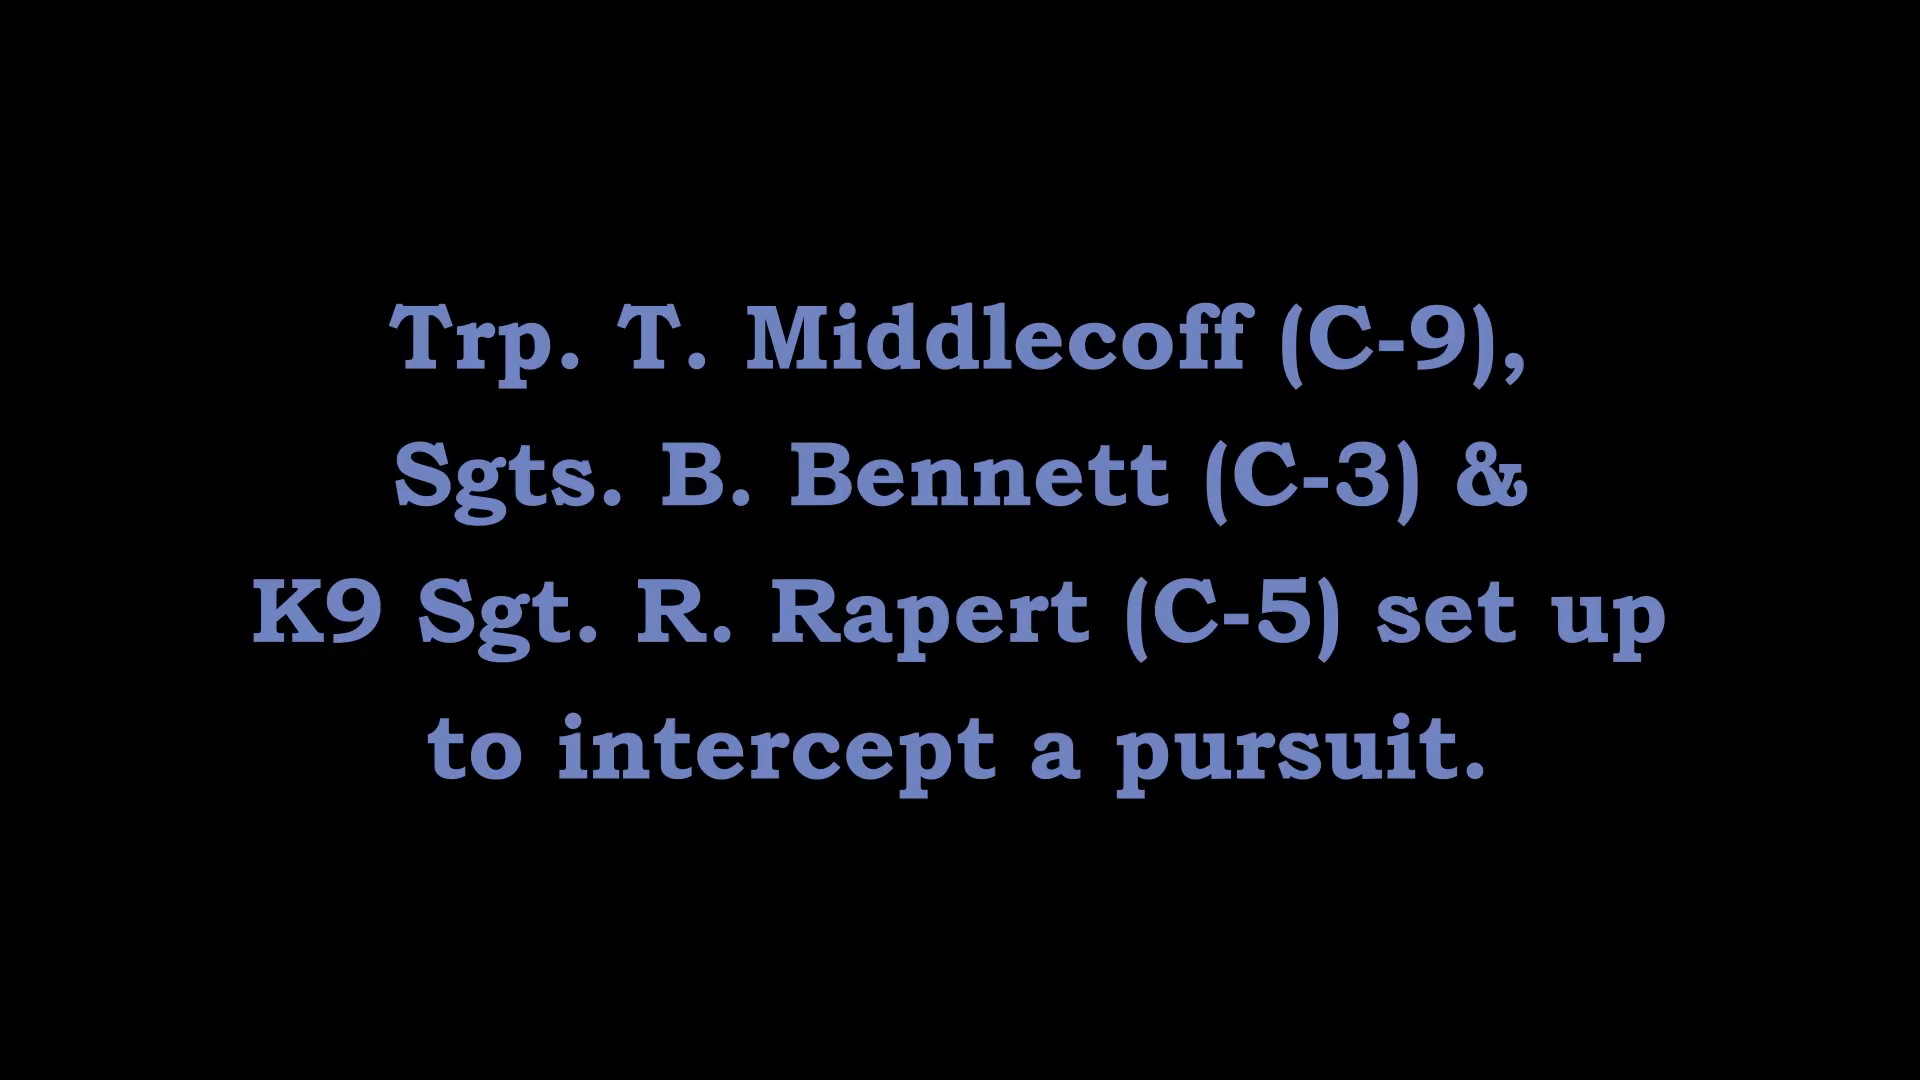 Trp. T. Middlecoff (C-9),
Sgts. B. Bennett (C-3) &
K9 Sgt. R. Rapert (C-5) set up
to intercept a pursuit.